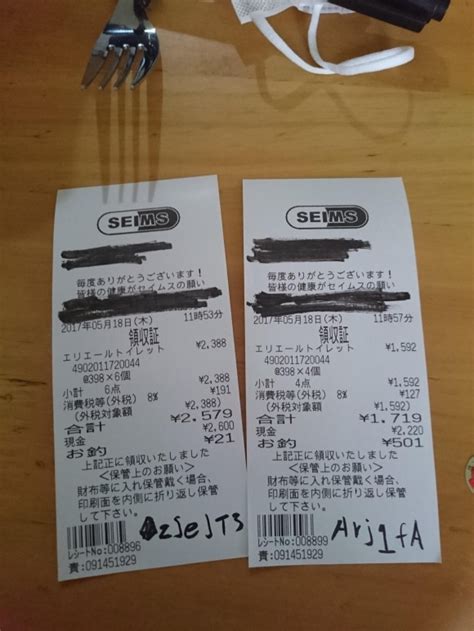 SEIMS
毎度ありがとうございます!
皆様の健康がセイムスの願い
2017年05月18日(木) 11時53分
領収証
エリエールトイレット ¥2,388
4902011720044
@398×6個
小計 6点 ¥2,388
消費税等(外税) 8% ¥191
(外税対象額 ¥2,388)
合計 ¥2,579
現金 ¥2,600
お釣 ¥21
上記正に領収いたしました
<保管上のお願い>
財布等に入れ保管戴く場合、
印刷面を内側に折り返し保管
して下さい。
zjejTS
レシートNo:008896
責:091451929
SEIMS
毎度ありがとうございます!
皆様の健康がセイムスの願い
2017年05月18日(木) 11時57分
領収証
エリエールトイレット ¥1,592
4902011720044
@398×4個
小計 4点 ¥1,592
消費税等(外税) 8% ¥127
(外税対象額 ¥1,592)
合計 ¥1,719
現金 ¥2,220
お釣 ¥501
上記正に領収いたしました
<保管上のお願い>
財布等に入れ保管戴く場合、
印刷面を内側に折り返し保管
して下さい。
Arj1fA
レシートNo:008899
責:091451929